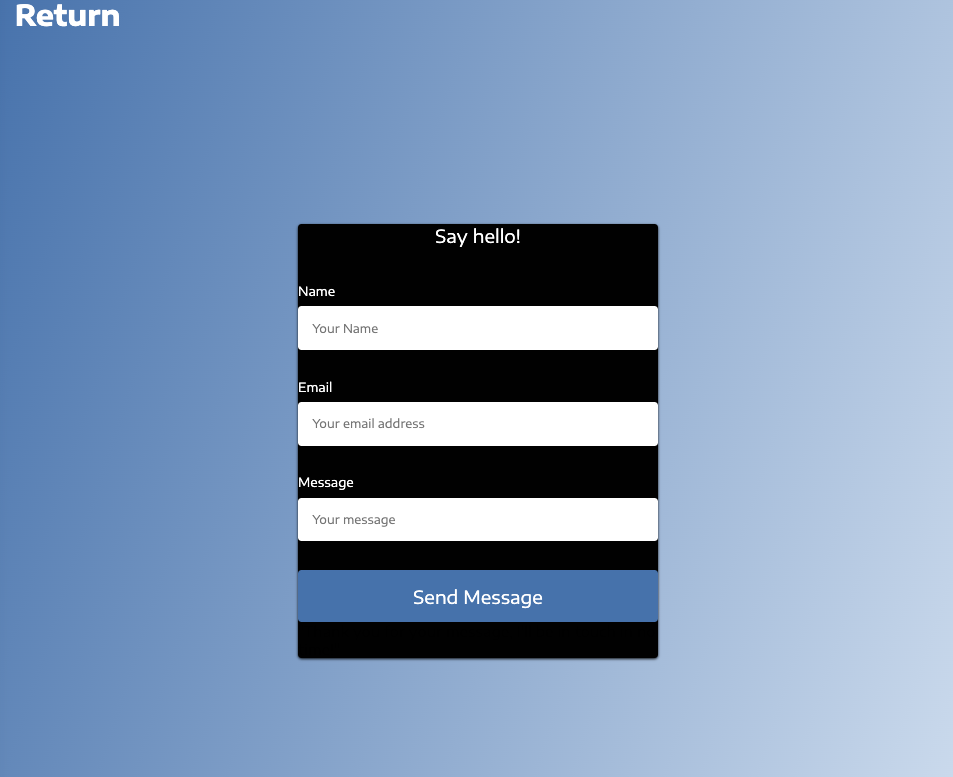 Return
Say hello!
Name
Your Name
Email
Your email address
Message
Your message
Send Message